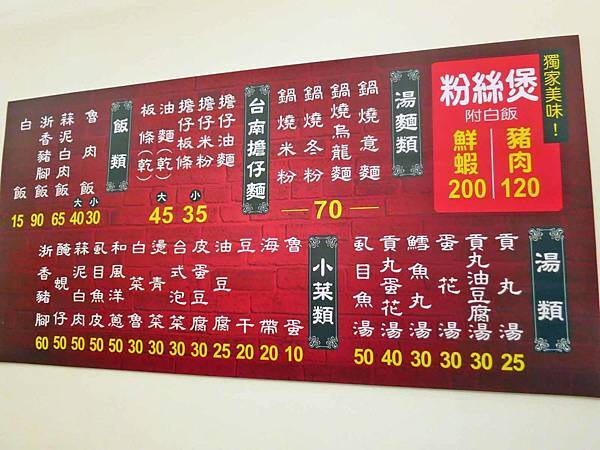 獨家美味！
粉絲煲
附白飯
豬肉 120
鮮蝦 200
湯麵類
鍋燒意麵
鍋燒烏龍麵
鍋燒冬粉
鍋燒米粉
70
台南擔仔麵
擔仔油麵
擔仔米粉
擔仔板條
油麵(乾)
板條(乾)
小 35
大 45
飯類
魯肉飯 小 30 大 40
蒜泥白肉飯 65
浙香豬腳飯 90
白飯 15
湯類
貢丸湯 25
貢丸油豆腐湯 30
蛋花湯 30
鱈魚丸湯 30
貢丸蛋花湯 40
虱目魚湯 50
小菜類
魯蛋 10
海帶 20
豆干 20
油豆腐 25
皮蛋豆腐 30
台式泡菜 30
燙青菜 30
白菜魯 30
和風洋蔥 50
虱目魚皮 50
蒜泥白肉 50
醃蜆仔 50
浙香豬腳 60